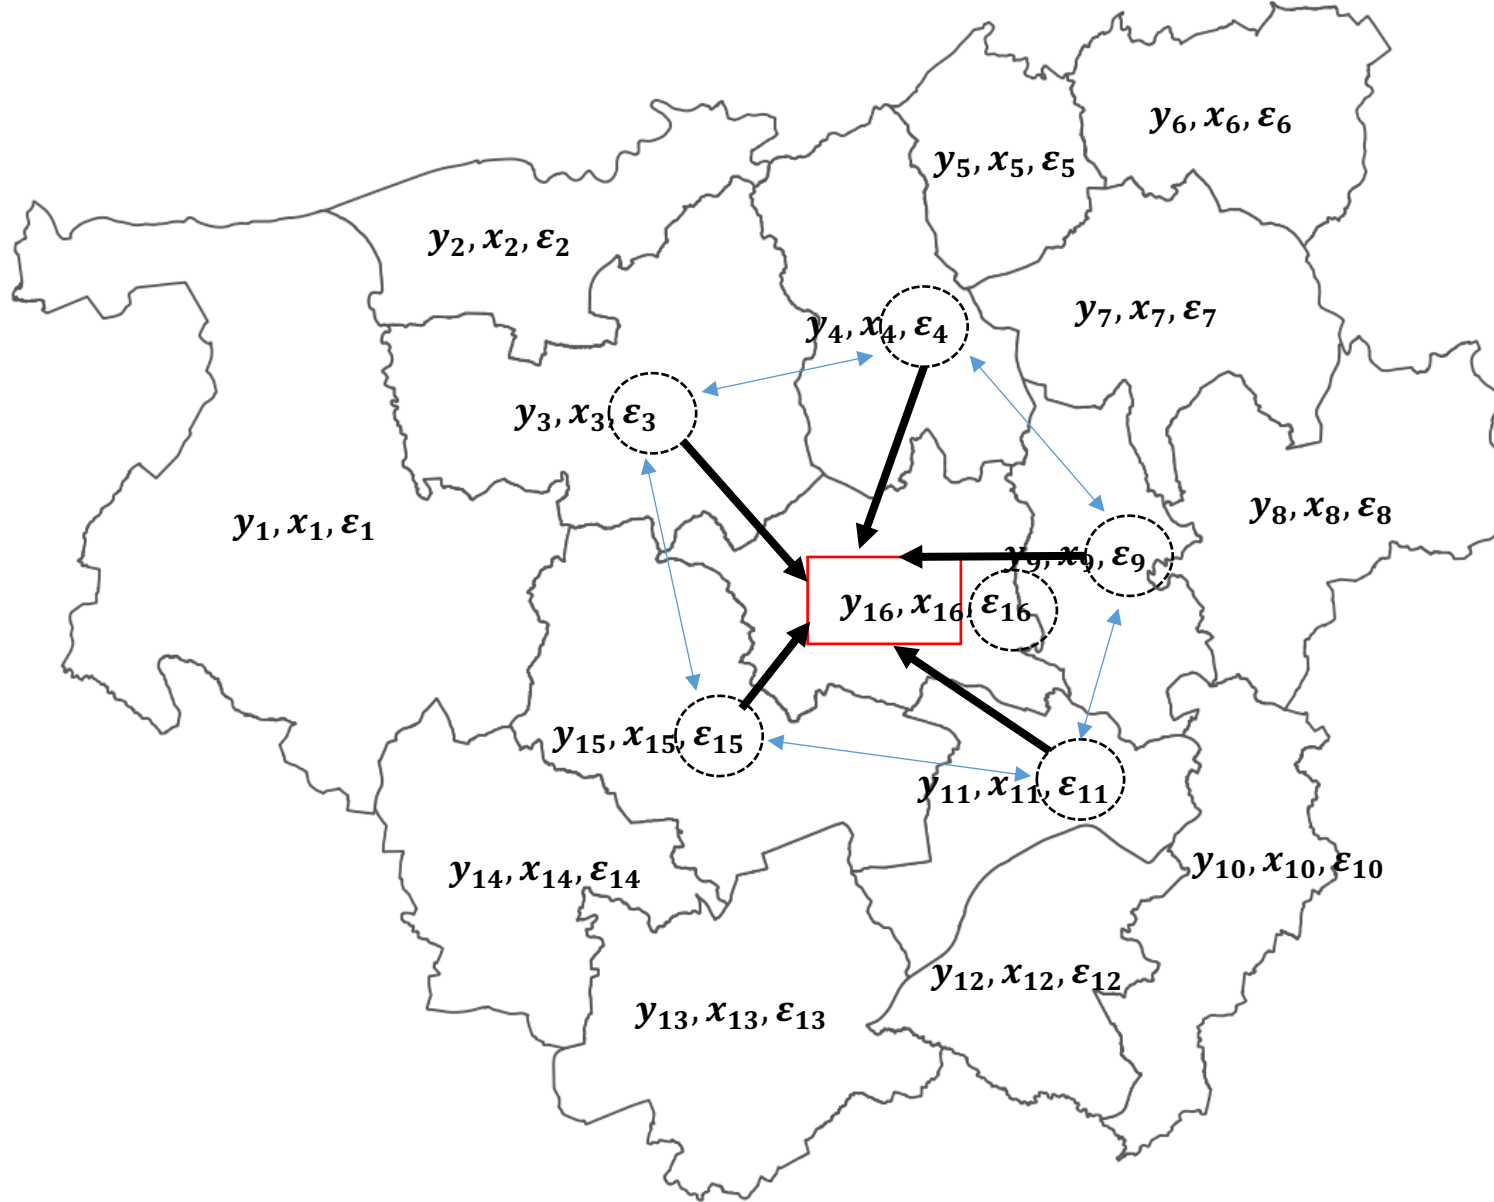 y₆, x₆, ε₆
y₅, x₅, ε₅
y₂, x₂, ε₂
y₇, x₇, ε₇
y₄, x₄, ε₄
y₃, x₃, ε₃
y₈, x₈, ε₈
y₁, x₁, ε₁
y₉, x₉, ε₉
y₁₆, x₁₆, ε₁₆
y₁₅, x₁₅, ε₁₅
y₁₁, x₁₁, ε₁₁
y₁₀, x₁₀, ε₁₀
y₁₄, x₁₄, ε₁₄
y₁₂, x₁₂, ε₁₂
y₁₃, x₁₃, ε₁₃